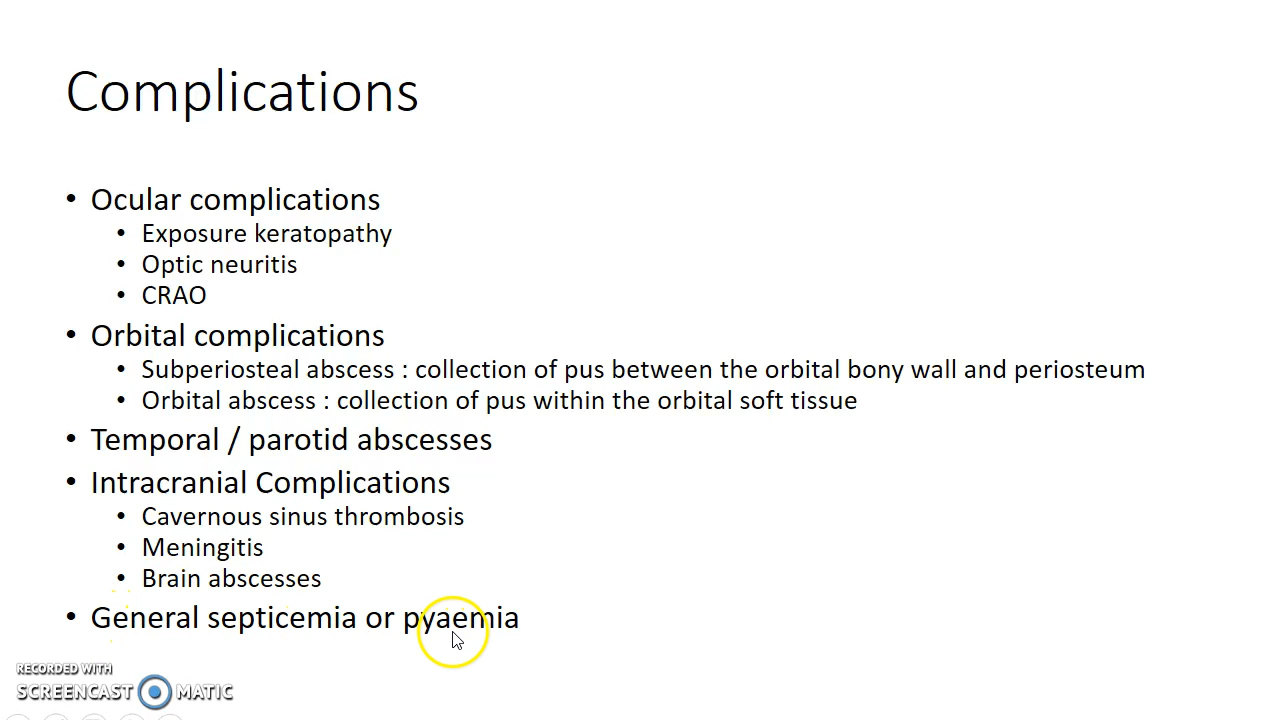 Complications
• Ocular complications
• Exposure keratopathy
• Optic neuritis
• CRAO
• Orbital complications
• Subperiosteal abscess : collection of pus between the orbital bony wall and periosteum
• Orbital abscess : collection of pus within the orbital soft tissue
• Temporal / parotid abscesses
• Intracranial Complications
• Cavernous sinus thrombosis
• Meningitis
• Brain abscesses
• General septicemia or pyaemia
RECORDED WITH
SCREENCAST MATIC